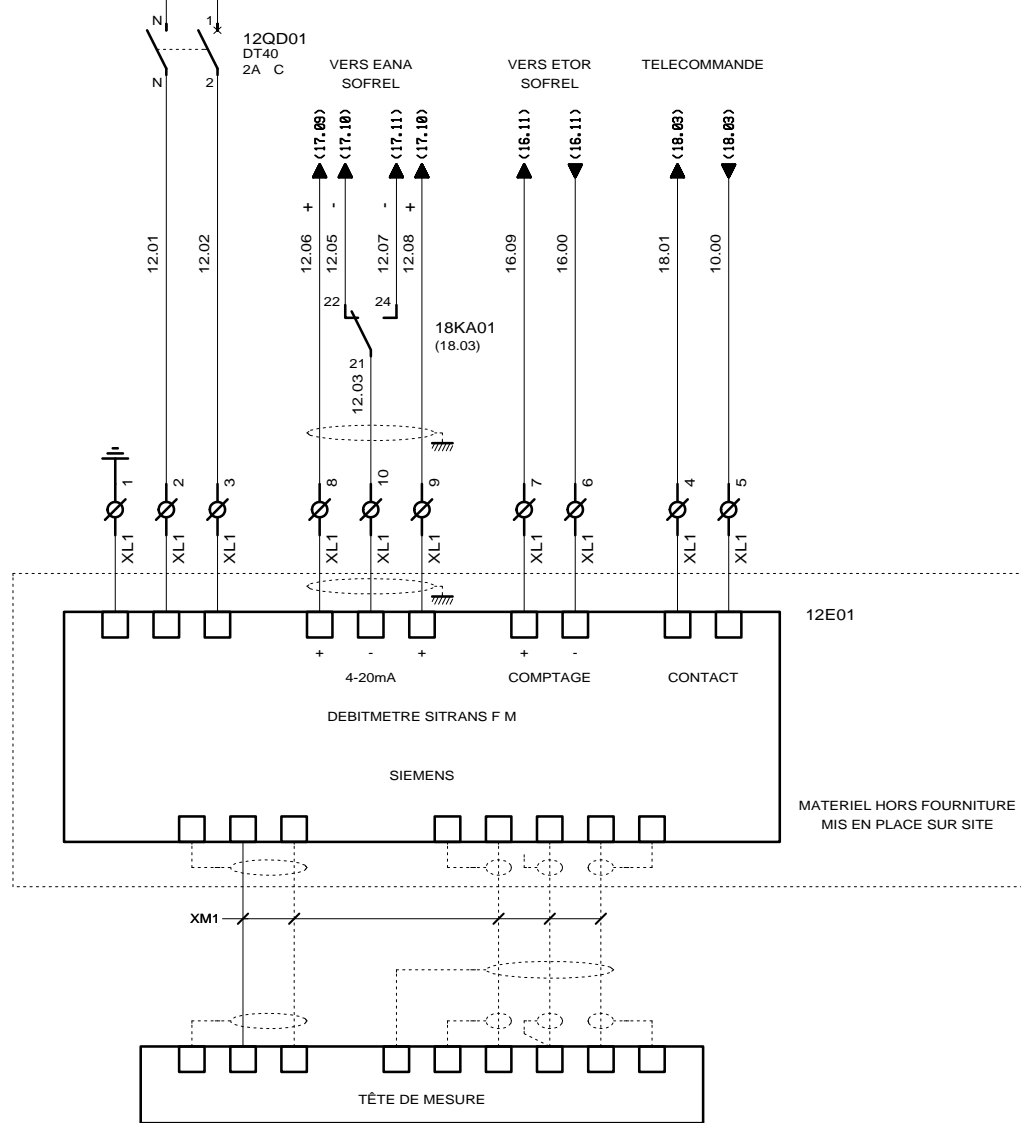 N 1
12QD01
DT40
2A C
N 2
VERS EANA
SOFREL
VERS ETOR
SOFREL
TELECOMMANDE
(17.09) (17.10) (17.11) (17.10) (16.11) (16.11) (18.03) (18.03)
+ - - +
12.01 12.02 12.06 12.05 12.07 12.08 16.09 16.00 18.01 10.00
22 24
18KA01
(18.03)
21
12.03
1 2 3 8 10 9 7 6 4 5
XL1 XL1 XL1 XL1 XL1 XL1 XL1 XL1 XL1 XL1
12E01
+ - + + -
4-20mA COMPTAGE CONTACT
DEBITMETRE SITRANS F M
SIEMENS
MATERIEL HORS FOURNITURE
MIS EN PLACE SUR SITE
XM1
TÊTE DE MESURE